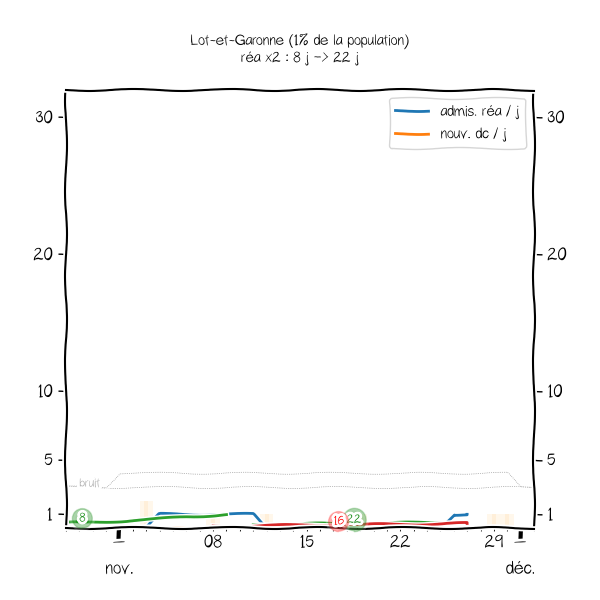 Lot-et-Garonne (1% de la population)
réa x2 : 8 j -> 22 j
admis. réa / j
nouv. dc / j
30 30
20 20
10 10
5 5
bruit
1 1
8 16 22
08 15 22 29
nov. déc.